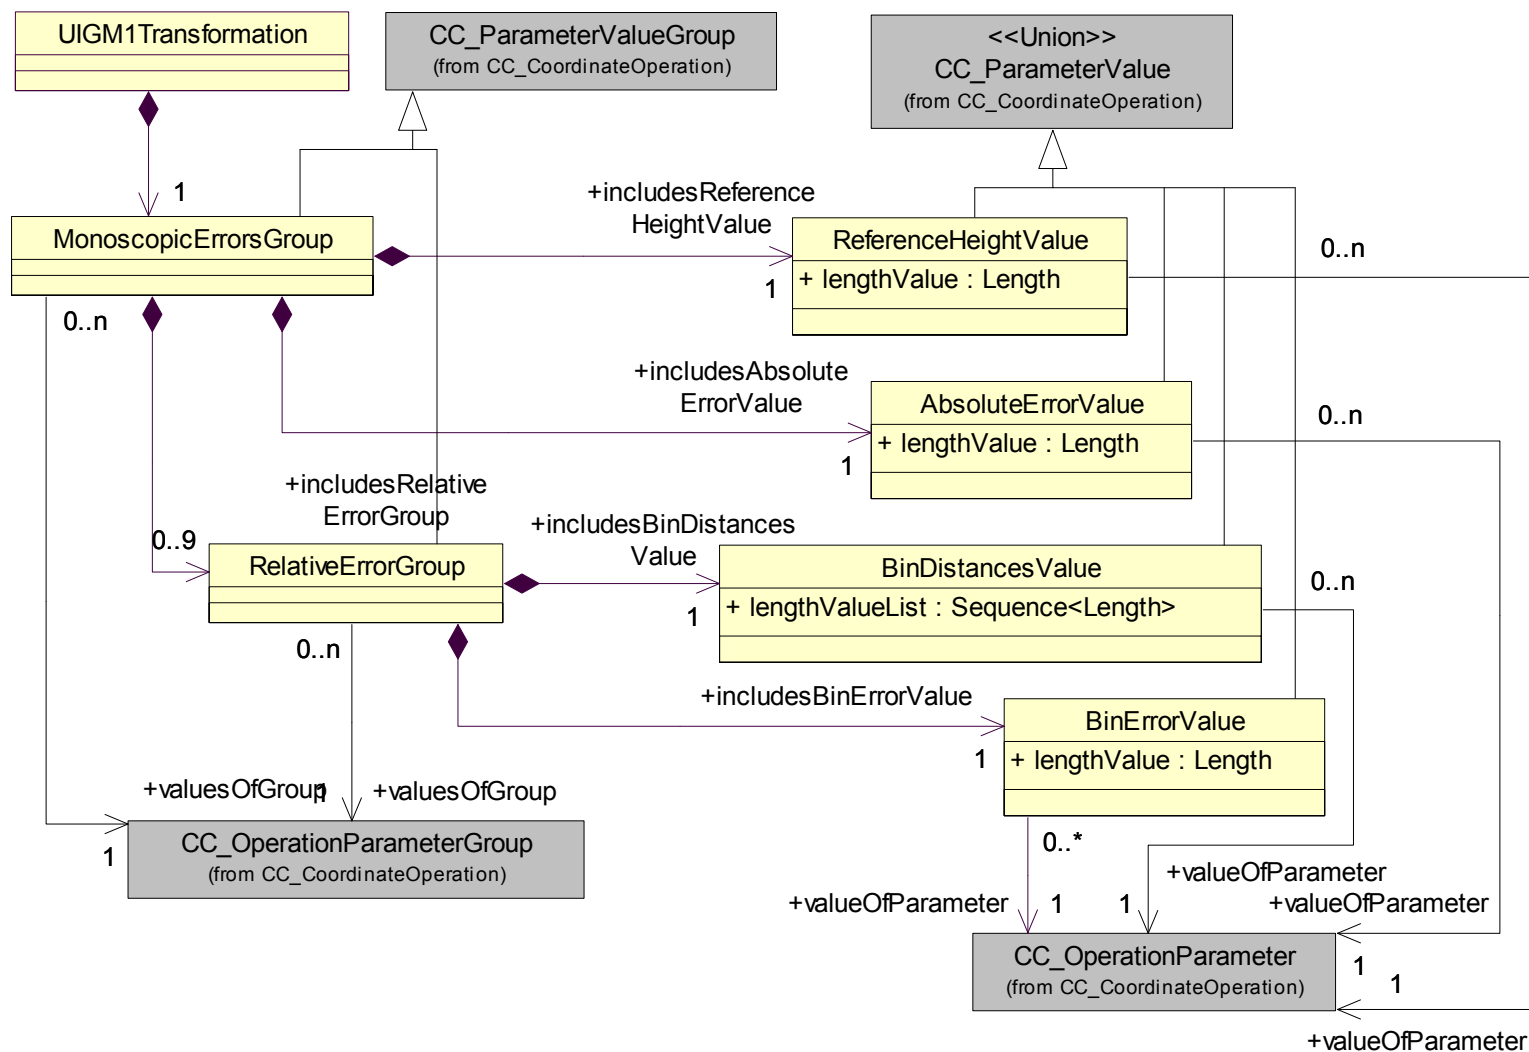 UIGM1Transformation
CC_ParameterValueGroup
(from CC_CoordinateOperation)
<<Union>>
CC_ParameterValue
(from CC_CoordinateOperation)
1
+includesReference
HeightValue
MonoscopicErrorsGroup
ReferenceHeightValue
0..n
+ lengthValue : Length
1
0..n
+includesAbsolute
ErrorValue
AbsoluteErrorValue
0..n
+ lengthValue : Length
1
+includesRelative
ErrorGroup
+includesBinDistances
Value
0..9
RelativeErrorGroup
BinDistancesValue
0..n
+ lengthValueList : Sequence<Length>
1
0..n
+includesBinErrorValue
BinErrorValue
1
+ lengthValue : Length
+valuesOfGroup
1
+valuesOfGroup
CC_OperationParameterGroup
(from CC_CoordinateOperation)
1
0..*
+valueOfParameter
+valueOfParameter
1
1
+valueOfParameter
CC_OperationParameter
(from CC_CoordinateOperation)
1
1
+valueOfParameter